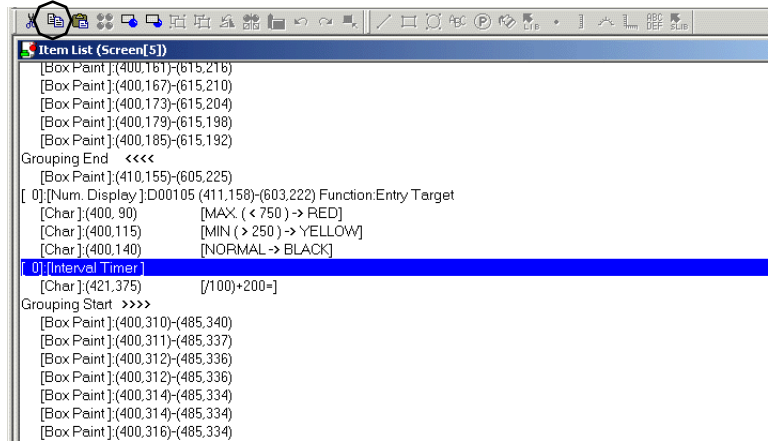 ABC P LIB ABC DEF SLIB
Item List (Screen[5])
[Box Paint]:(400,161)-(615,216)
[Box Paint]:(400,167)-(615,210)
[Box Paint]:(400,173)-(615,204)
[Box Paint]:(400,179)-(615,198)
[Box Paint]:(400,185)-(615,192)
Grouping End <<<<
[Box Paint]:(410,155)-(605,225)
[ 0]:[Num. Display ]:D00105 (411,158)-(603,222) Function:Entry Target
[Char]:(400, 90) [MAX. ( < 750 ) -> RED]
[Char]:(400,115) [MIN ( > 250 ) -> YELLOW]
[Char]:(400,140) [NORMAL -> BLACK]
[ 0]:[Interval Timer ]
[Char]:(421,375) [/100)+200=]
Grouping Start >>>>
[Box Paint]:(400,310)-(485,340)
[Box Paint]:(400,311)-(485,337)
[Box Paint]:(400,312)-(485,336)
[Box Paint]:(400,312)-(485,336)
[Box Paint]:(400,314)-(485,334)
[Box Paint]:(400,314)-(485,334)
[Box Paint]:(400,316)-(485,334)